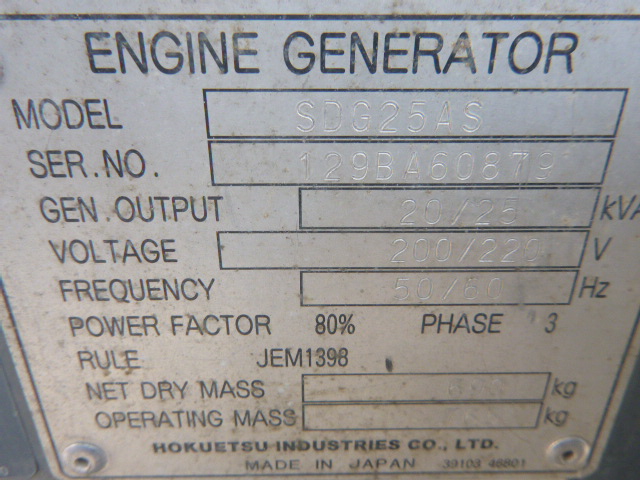 ENGINE GENERATOR
MODEL SDG25AS
SER.NO. 129BA60879
GEN.OUTPUT 20/25 kVA
VOLTAGE 200/220 V
FREQUENCY 50/60 Hz
POWER FACTOR 80% PHASE 3
RULE JEM1398
NET DRY MASS kg
OPERATING MASS kg
HOKUETSU INDUSTRIES CO., LTD.
MADE IN JAPAN 39103 46801